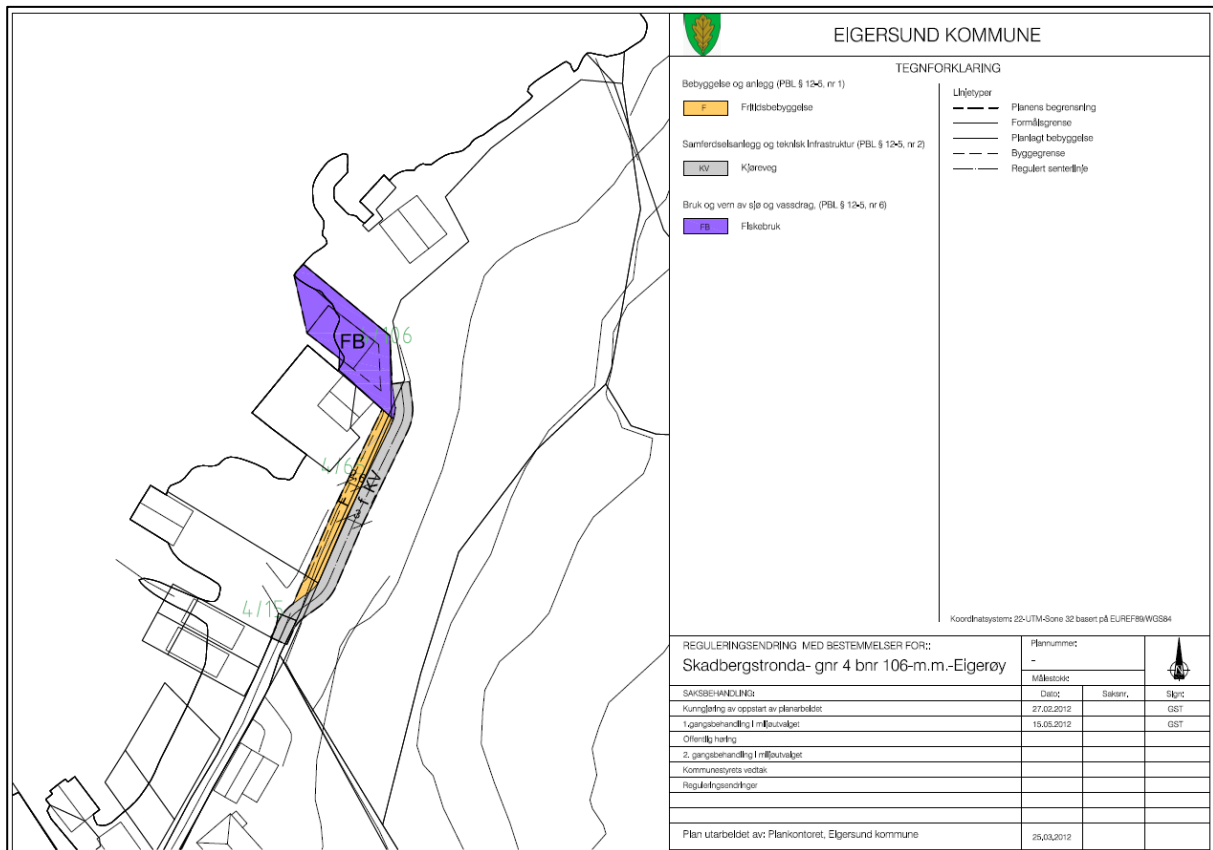 EIGERSUND KOMMUNE
TEGNFORKLARING
Bebyggelse og anlegg (PBL § 12-5, nr 1)
F Fritidsbebyggelse
Samferdselsanlegg og teknisk infrastruktur (PBL § 12-5, nr 2)
KV Kjøreveg
Bruk og vern av sjø og vassdrag, (PBL § 12-5, nr 6)
FB Fiskebruk
Linjetyper
Planens begrensning
Formålsgrense
Planlagt bebyggelse
Byggegrense
Regulert senterlinje
Koordinatsystem: 22-UTM-Sone 32 basert på EUREF89/WGS84
FB
106
4/66
f KV
4/15
REGULERINGSENDRING MED BESTEMMELSER FOR::
Skadbergstronda- gnr 4 bnr 106-m.m.-Eigerøy
Plannummer:
-
Målestokk:
SAKSBEHANDLING: Dato: Saksnr. Sign:
Kunngjøring av oppstart av planarbeidet 27.02.2012 GST
1.gangsbehandling i miljøutvalget 15.05.2012 GST
Offentlig høring
2. gangsbehandling i miljøutvalget
Kommunestyrets vedtak
Reguleringsendringer
Plan utarbeidet av: Plankontoret, Eigersund kommune 25.03.2012